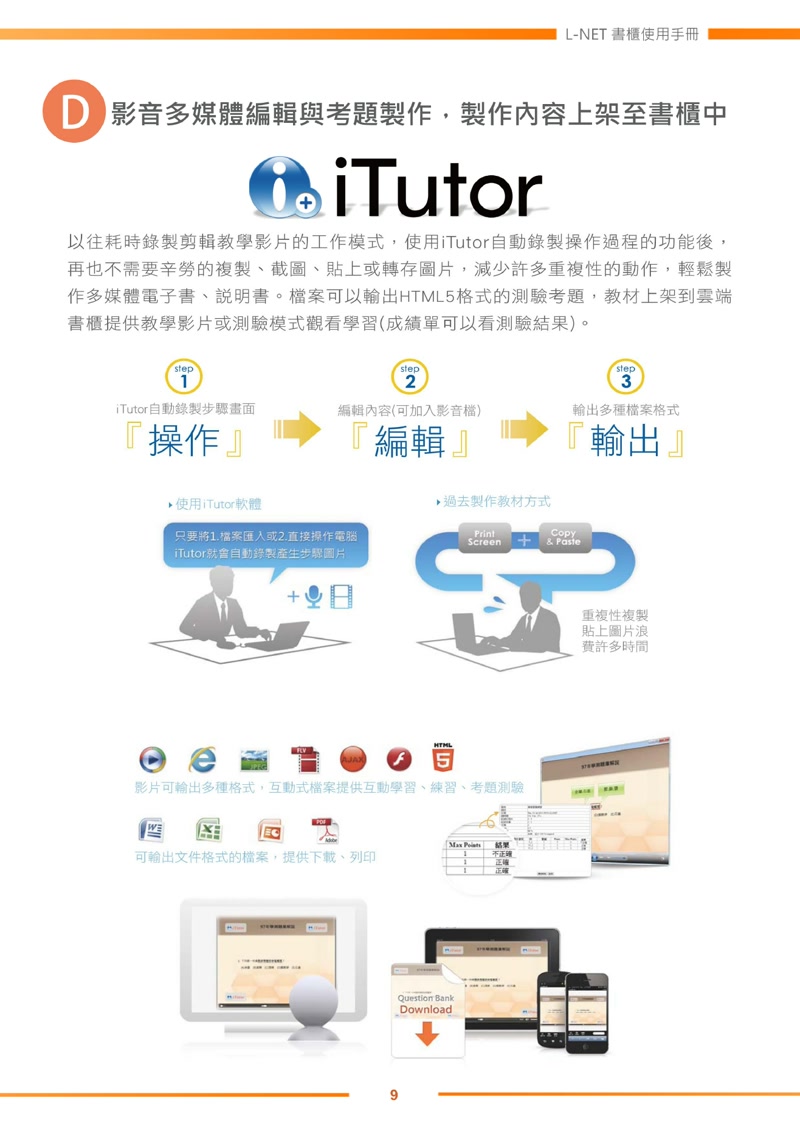 L-NET 書櫃使用手冊
D 影音多媒體編輯與考題製作，製作內容上架至書櫃中
iTutor
以往耗時錄製剪輯教學影片的工作模式，使用iTutor自動錄製操作過程的功能後，
再也不需要辛勞的複製、截圖、貼上或轉存圖片，減少許多重複性的動作，輕鬆製
作多媒體電子書、說明書。檔案可以輸出HTML5格式的測驗考題，教材上架到雲端
書櫃提供教學影片或測驗模式觀看學習(成績單可以看測驗結果)。
step 1
iTutor自動錄製步驟畫面
『操作』
step 2
編輯內容(可加入影音檔)
『編輯』
step 3
輸出多種檔案格式
『輸出』
使用iTutor軟體
只要將1.檔案匯入或2.直接操作電腦
iTutor就會自動錄製產生步驟圖片
過去製作教材方式
Print Screen
+
Copy & Paste
重複性複製
貼上圖片浪
費許多時間
FLV
AJAX
HTML
5
影片可輸出多種格式，互動式檔案提供互動學習、練習、考題測驗
PDF
Adobe
可輸出文件格式的檔案，提供下載、列印
Max Points 結果
1 不正確
1 正確
1 正確
Question Bank
Download
9